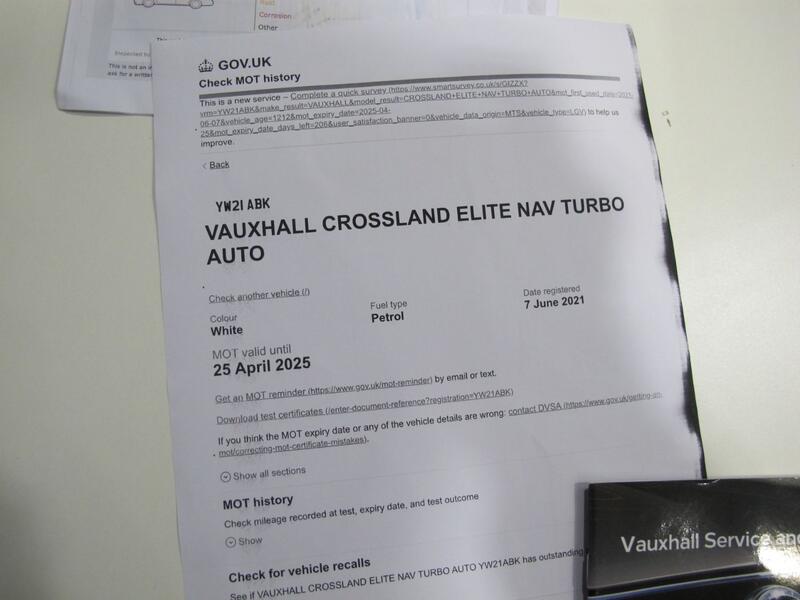 Corrosion
Other
This is not an
ask for a written
GOV.UK
Check MOT history
This is a new service – Complete a quick survey (https://www.smartsurvey.co.uk/s/GIZZX?
vrm=YW21ABK&make_result=VAUXHALL&model_result=CROSSLAND+ELITE+NAV+TURBO+AUTO&mot_first_used_date=2021-
06-07&vehicle_age=1212&mot_expiry_date=2025-04-
25&mot_expiry_date_days_left=206&user_satisfaction_banner=0&vehicle_data_origin=MTS&vehicle_type=LGV) to help us
improve.
Back
YW21 ABK
VAUXHALL CROSSLAND ELITE NAV TURBO
AUTO
Check another vehicle (/)
Colour
White
Fuel type
Petrol
Date registered
7 June 2021
MOT valid until
25 April 2025
Get an MOT reminder (https://www.gov.uk/mot-reminder) by email or text.
Download test certificates (/enter-document-reference?registration=YW21ABK)
If you think the MOT expiry date or any of the vehicle details are wrong: contact DVSA (https://www.gov.uk/getting-an-
mot/correcting-mot-certificate-mistakes).
Show all sections
MOT history
Check mileage recorded at test, expiry date, and test outcome
Show
Check for vehicle recalls
See if VAUXHALL CROSSLAND ELITE NAV TURBO AUTO YW21ABK has outstanding
Vauxhall Service and